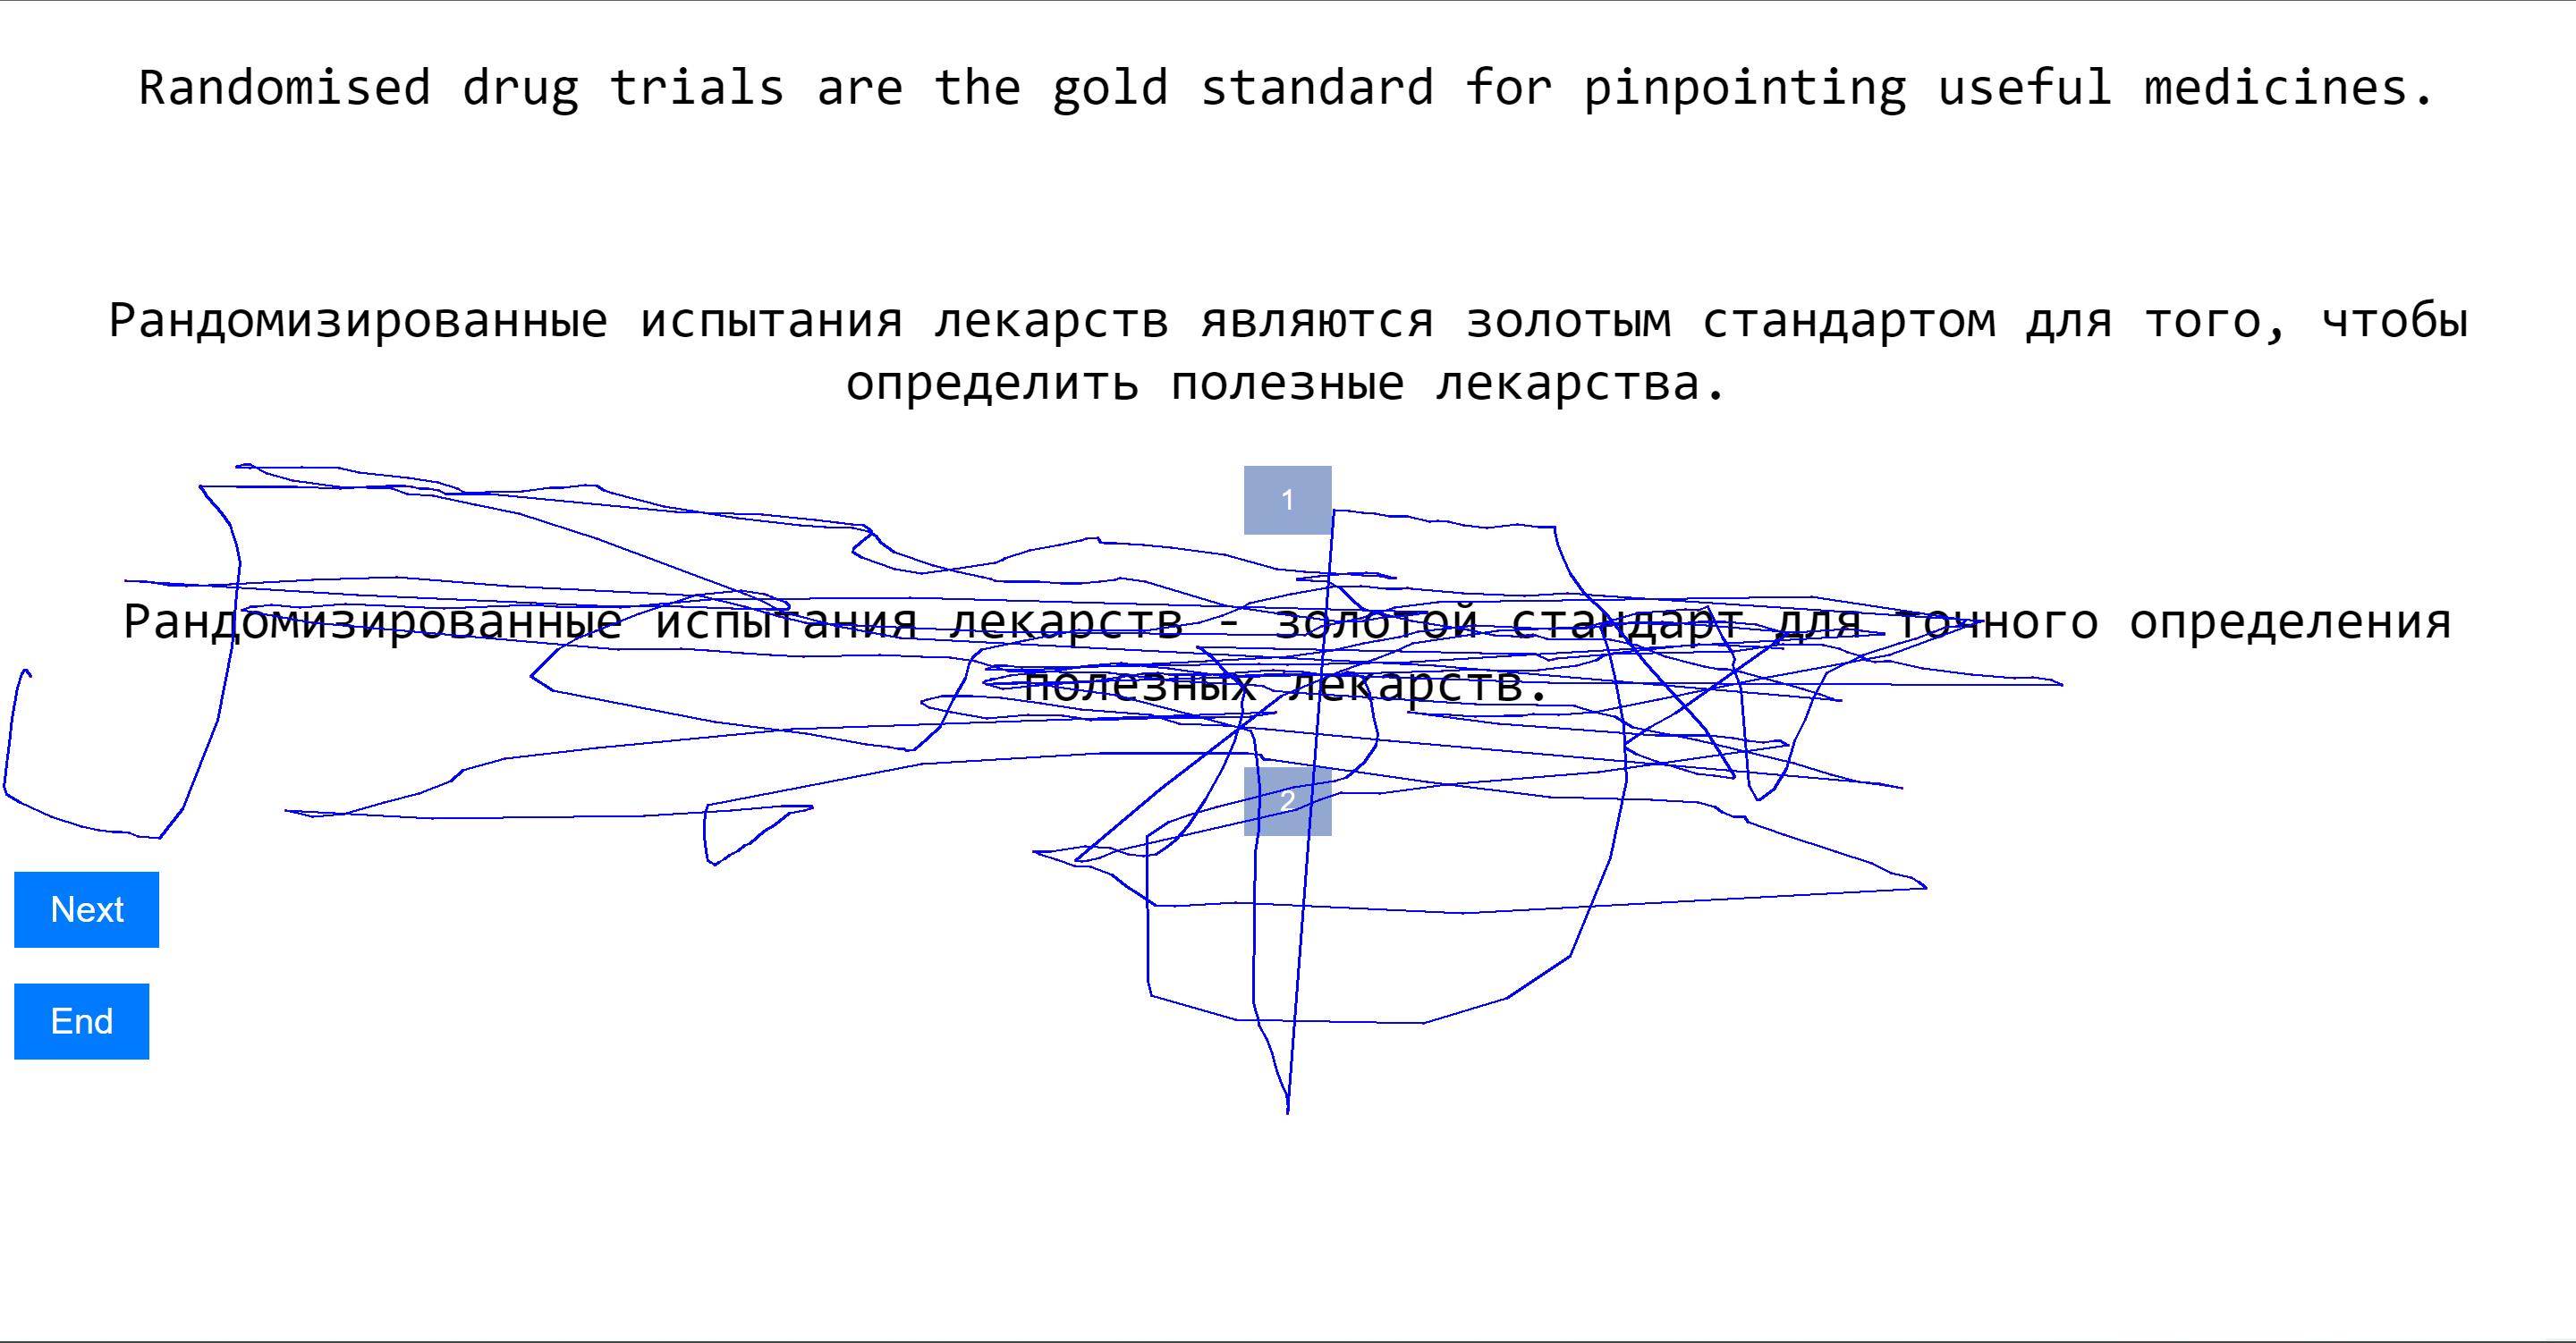 Randomised drug trials are the gold standard for pinpointing useful medicines.
Рандомизированные испытания лекарств являются золотым стандартом для того, чтобы
определить полезные лекарства.
1
Рандомизированные испытания лекарств - золотой стандарт для точного определения
полезных лекарств.
2
Next
End